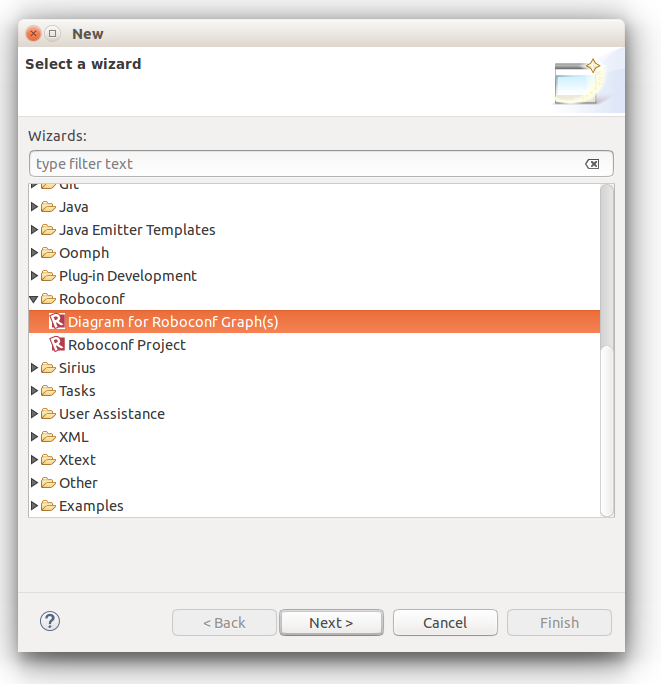 New
Select a wizard
Wizards:
type filter text
Git
Java
Java Emitter Templates
Oomph
Plug-in Development
Roboconf
Diagram for Roboconf Graph(s)
Roboconf Project
Sirius
Tasks
User Assistance
XML
Xtext
Other
Examples
< Back Next > Cancel Finish